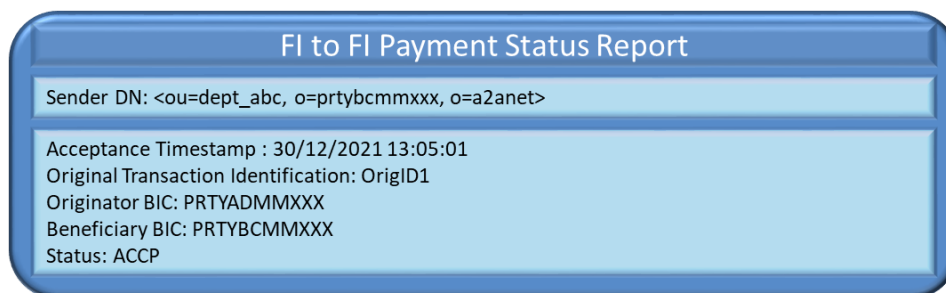 FI to FI Payment Status Report
Sender DN: <ou=dept_abc, o=prtybcmmxxx, o=a2anet>
Acceptance Timestamp : 30/12/2021 13:05:01
Original Transaction Identification: OrigID1
Originator BIC: PRTYADMMXXX
Beneficiary BIC: PRTYBCMMXXX
Status: ACCP